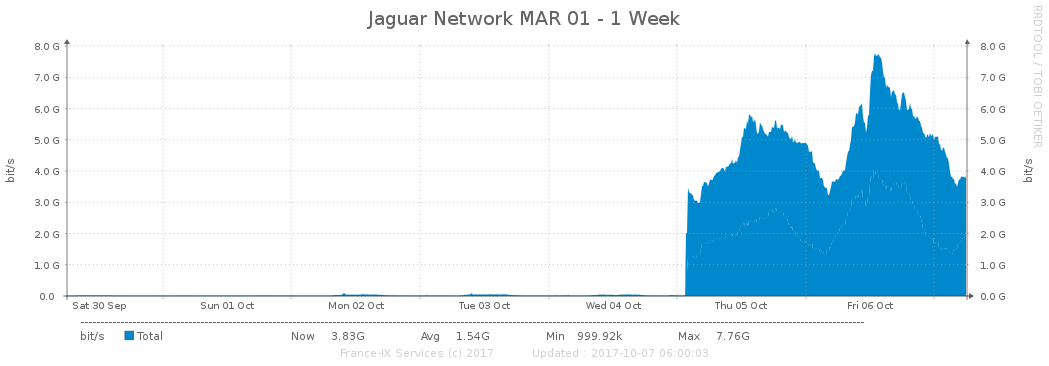 Jaguar Network MAR 01 - 1 Week
RRDTOOL / TOBI OETIKER
bit/s
8.0 G
7.0 G
6.0 G
5.0 G
4.0 G
3.0 G
2.0 G
1.0 G
0.0
8.0 G
7.0 G
6.0 G
5.0 G
4.0 G
3.0 G
2.0 G
1.0 G
0.0 G
bit/s
Sat 30 Sep Sun 01 Oct Mon 02 Oct Tue 03 Oct Wed 04 Oct Thu 05 Oct Fri 06 Oct
bit/s Total Now 3.83G Avg 1.54G Min 999.92k Max 7.76G
France-IX Services (c) 2017 Updated : 2017-10-07 06:00:03